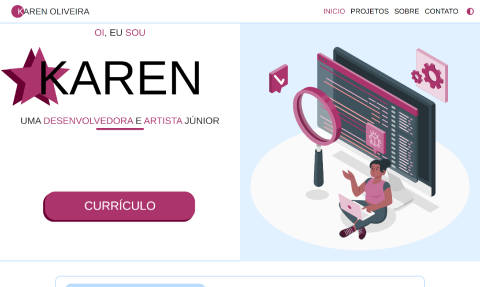 KAREN OLIVEIRA
INICIO PROJETOS SOBRE CONTATO
OI, EU SOU
KAREN
UMA DESENVOLVEDORA E ARTISTA JÚNIOR
CURRÍCULO